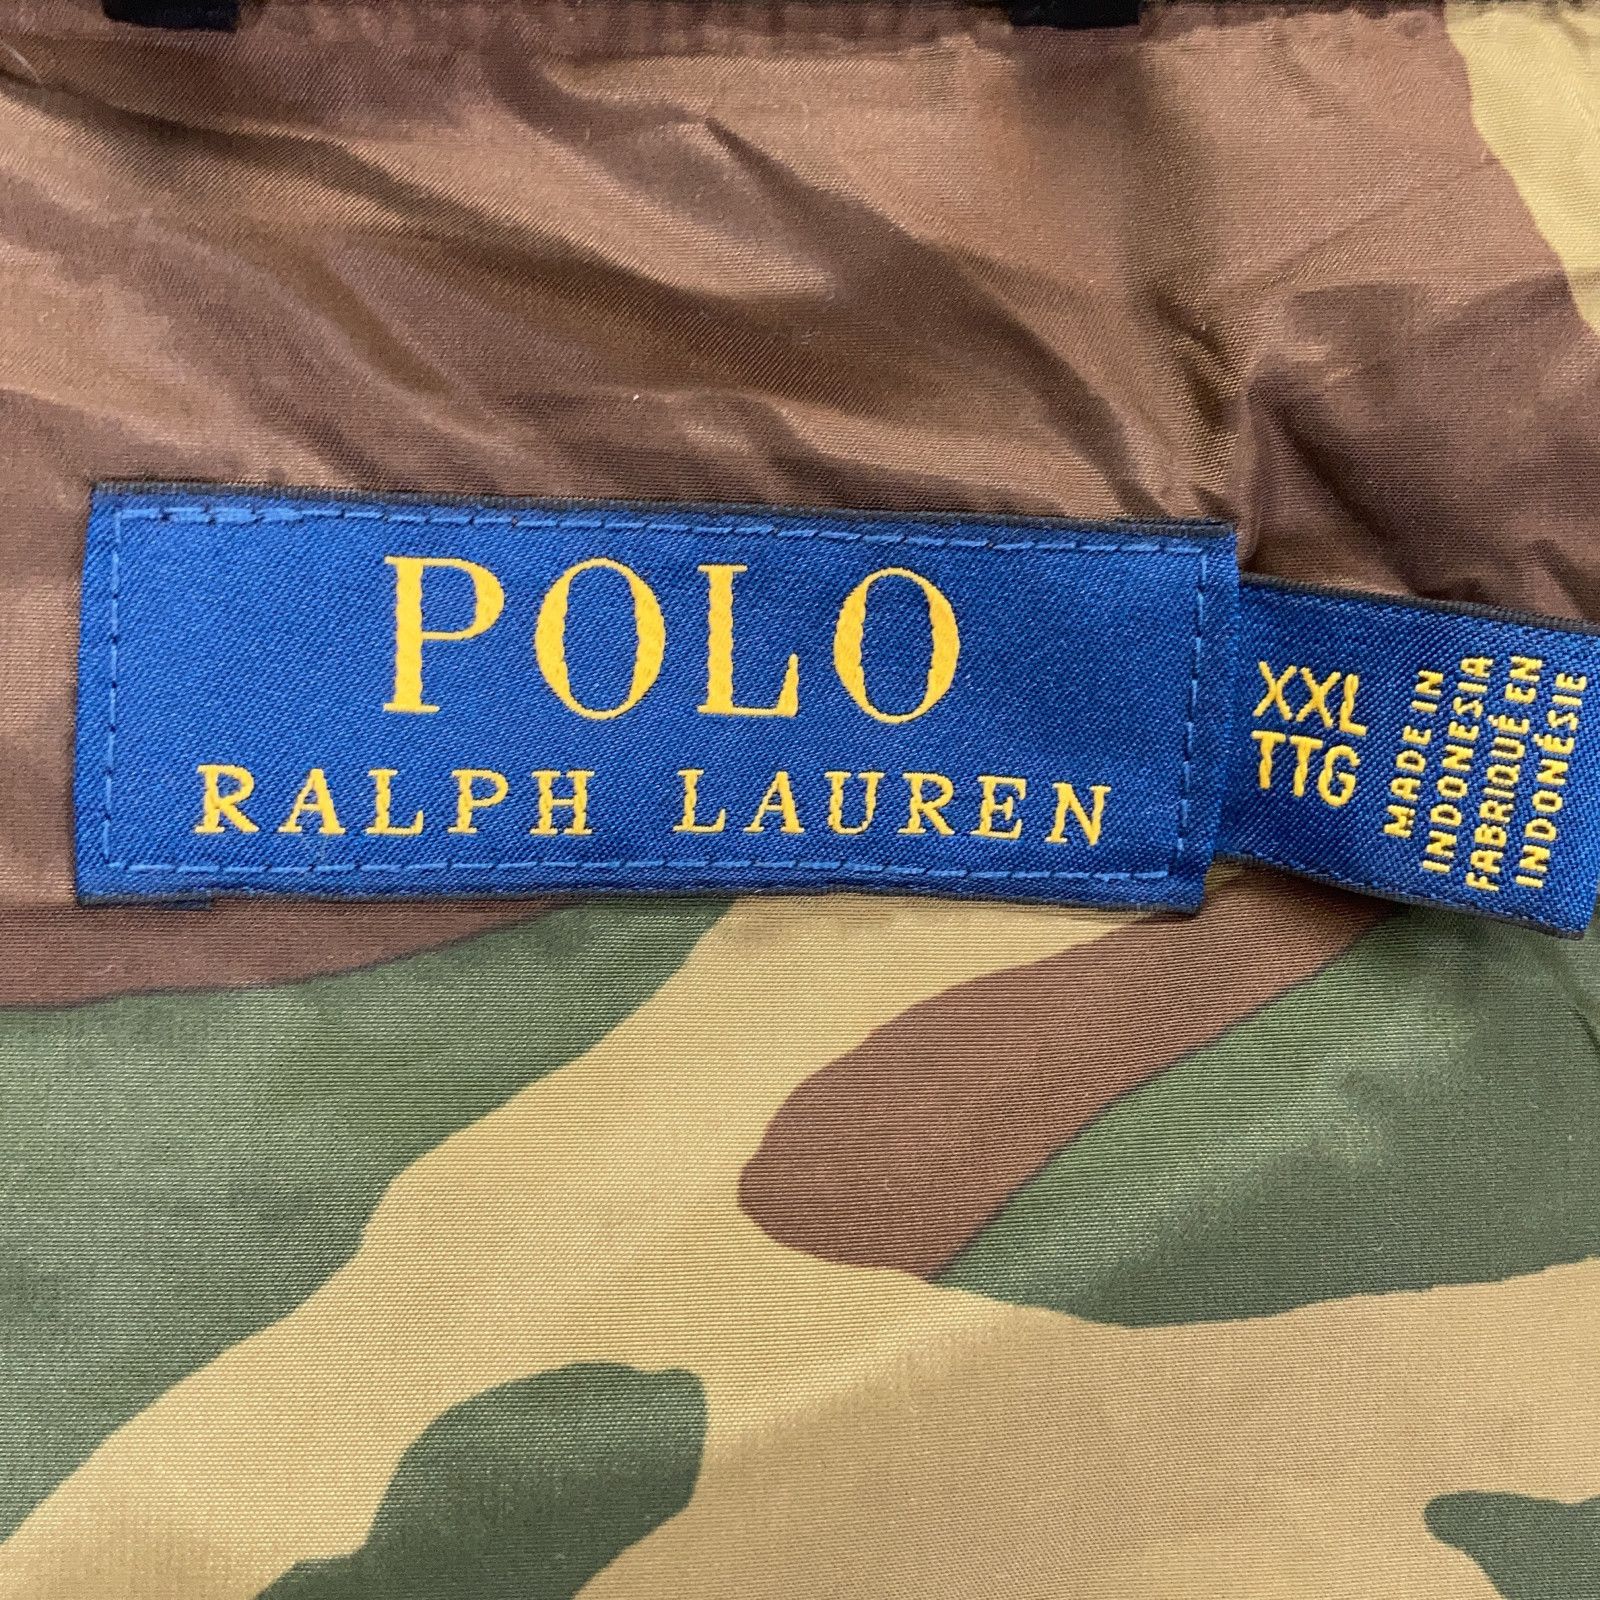 POLO
RALPH LAUREN
XXL
TTG
MADE IN
INDONESIA
FABRIQUÉ EN
INDONÉSIE